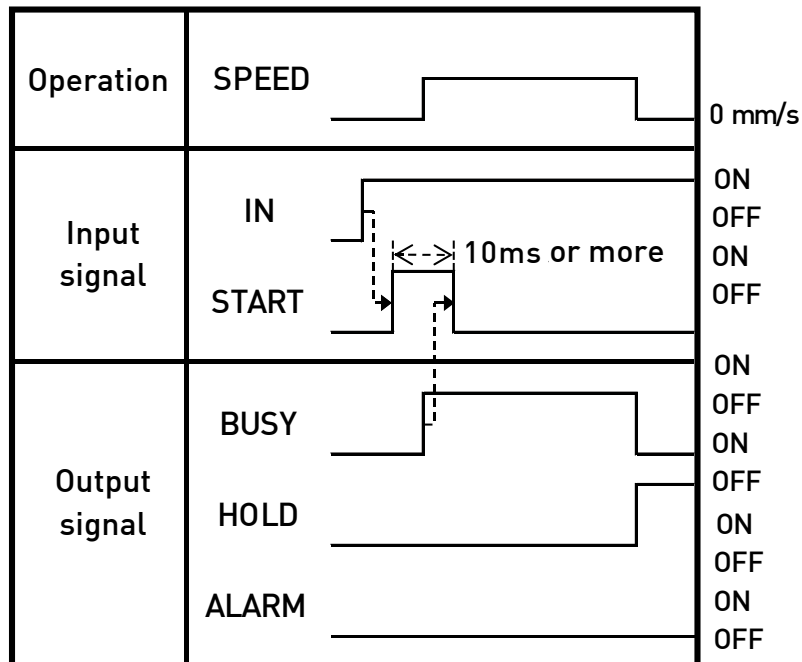 Operation
SPEED
0 mm/s
Input
signal
IN
ON
OFF
10ms or more
ON
START
OFF
Output
signal
ON
BUSY
OFF
ON
HOLD
OFF
ON
OFF
ALARM
ON
OFF